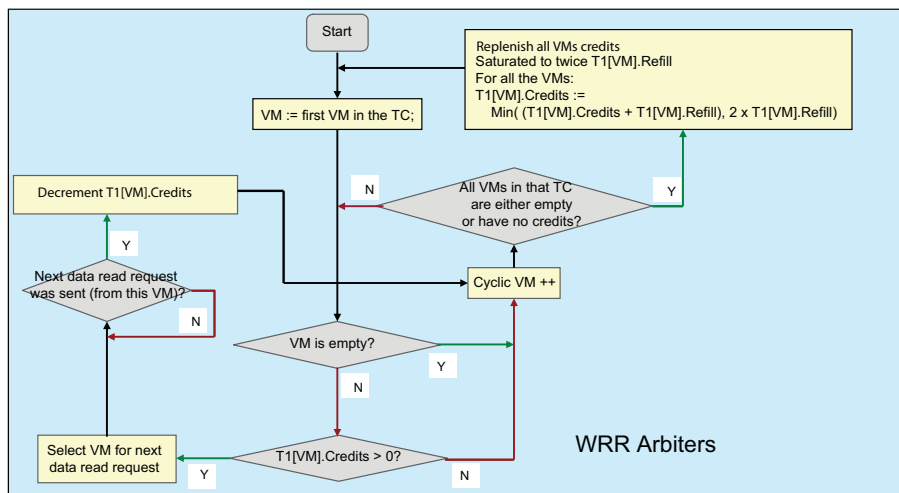 Start
Replenish all VMs credits
Saturated to twice T1[VM].Refill
For all the VMs:
T1[VM].Credits :=
Min( (T1[VM].Credits + T1[VM].Refill), 2 x T1[VM].Refill)
VM := first VM in the TC;
N
All VMs in that TC
are either empty
or have no credits?
Y
Decrement T1[VM].Credits
Y
Next data read request
was sent (from this VM)?
N
Cyclic VM ++
VM is empty?
Y
N
Select VM for next
data read request
Y
T1[VM].Credits > 0?
N
WRR Arbiters